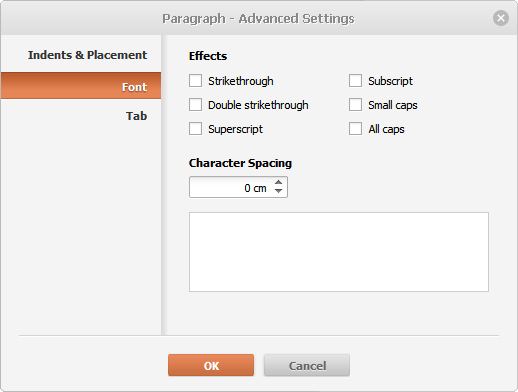 Paragraph - Advanced Settings
Indents & Placement
Font
Tab
Effects
Strikethrough
Subscript
Double strikethrough
Small caps
Superscript
All caps
Character Spacing
0 cm
OK
Cancel